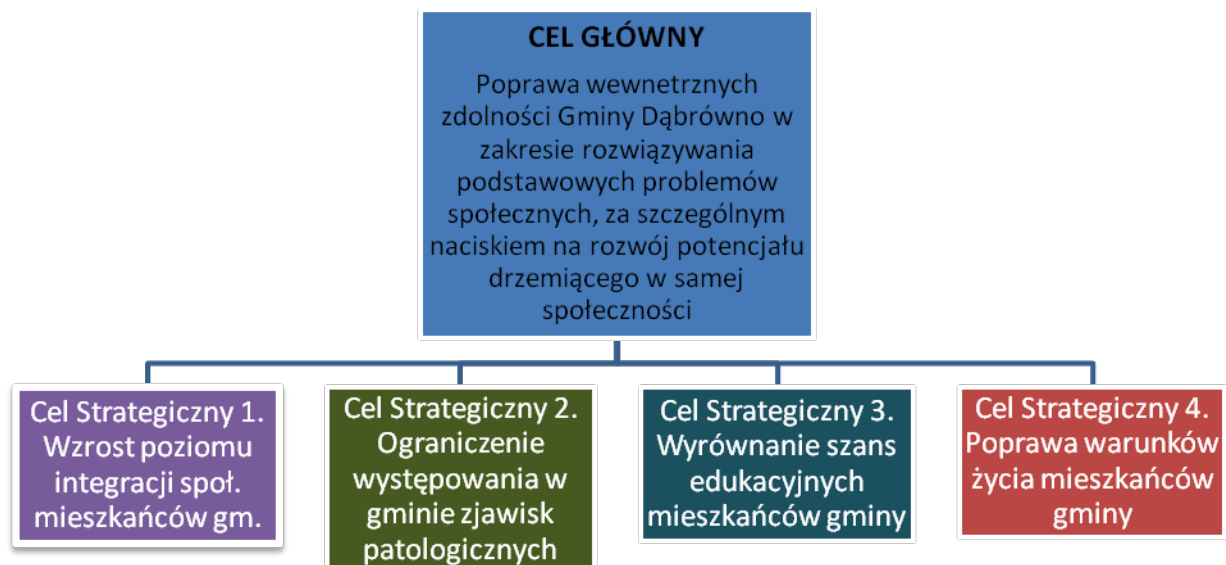 CEL GŁÓWNY
Poprawa wewnetrznych
zdolności Gminy Dąbrówno w
zakresie rozwiązywania
podstawowych problemów
społecznych, za szczególnym
naciskiem na rozwój potencjału
drzemiącego w samej
społeczności
Cel Strategiczny 1.
Wzrost poziomu
integracji społ.
mieszkańców gm.
Cel Strategiczny 2.
Ograniczenie
występowania w
gminie zjawisk
patologicznych
Cel Strategiczny 3.
Wyrównanie szans
edukacyjnych
mieszkańców gminy
Cel Strategiczny 4.
Poprawa warunków
życia mieszkańców
gminy